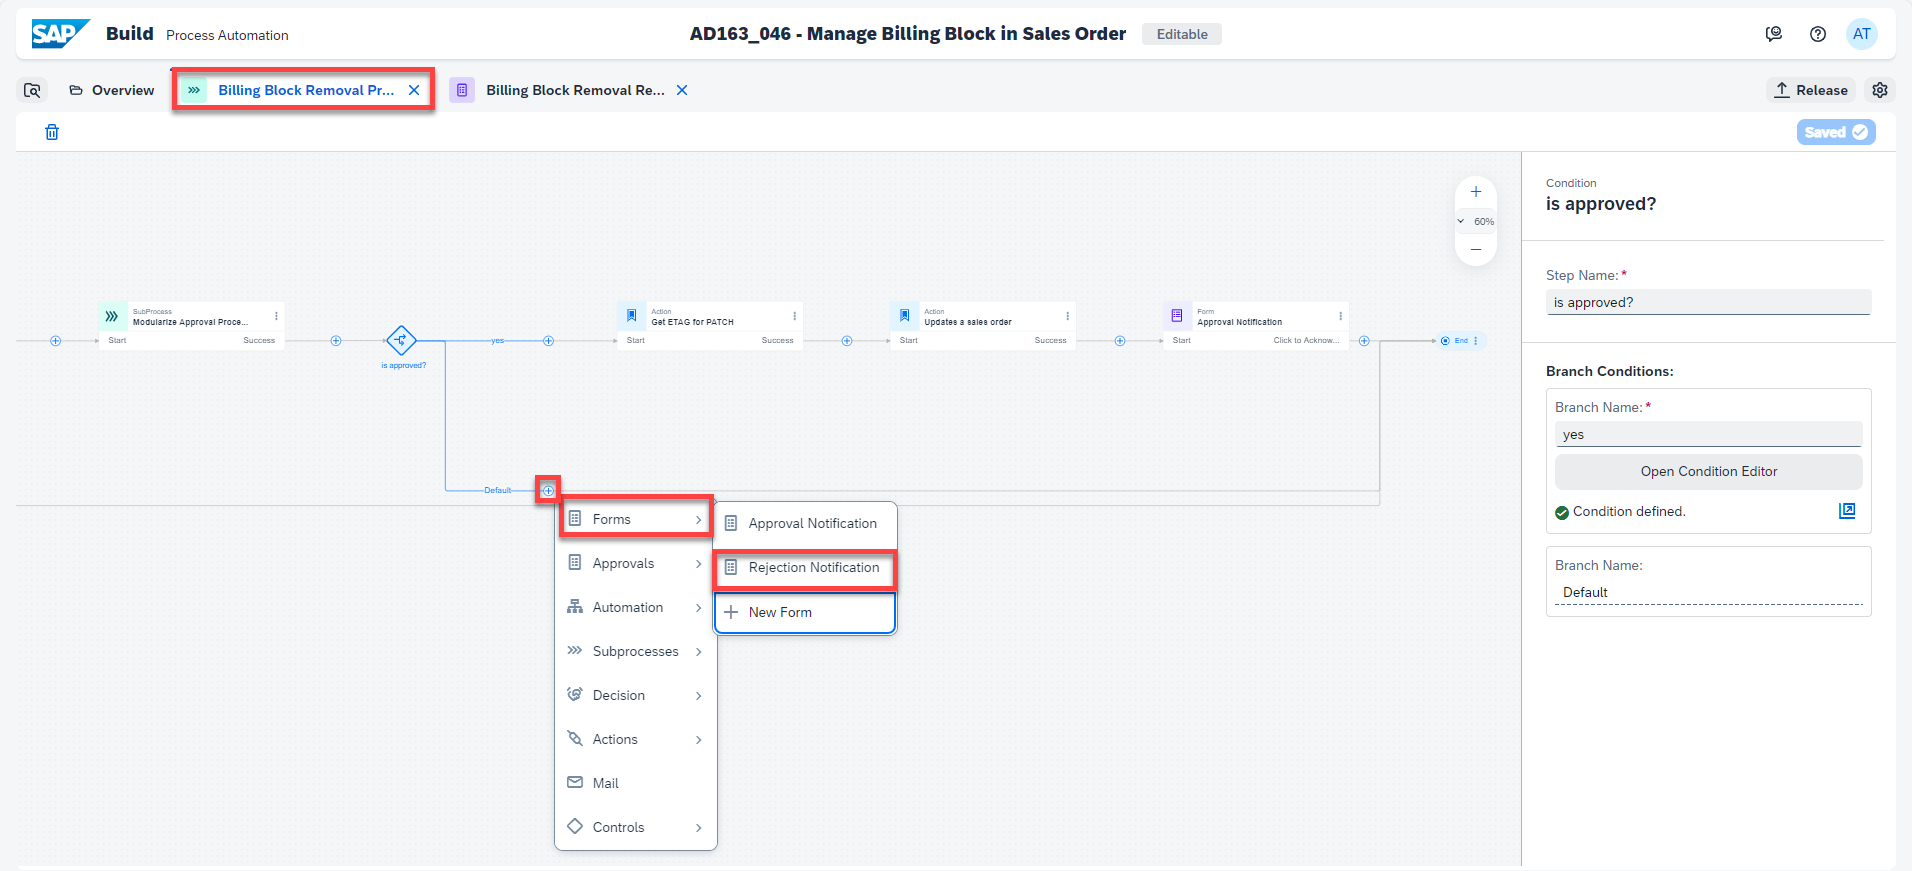 SAP
Build
Process Automation
AD163_046 - Manage Billing Block in Sales Order
Editable
AT
Overview
Billing Block Removal Pr...
Billing Block Removal Re...
Release
Saved
60%
SubProcess
Modularize Approval Proce...
Start
Success
is approved?
yes
Action
Get ETAG for PATCH
Start
Success
Action
Updates a sales order
Start
Success
Form
Approval Notification
Start
Click to Acknow...
End
Default
Forms
Approvals
Automation
Subprocesses
Decision
Actions
Mail
Controls
Approval Notification
Rejection Notification
New Form
Condition
is approved?
Step Name: *
is approved?
Branch Conditions:
Branch Name: *
yes
Open Condition Editor
Condition defined.
Branch Name:
Default